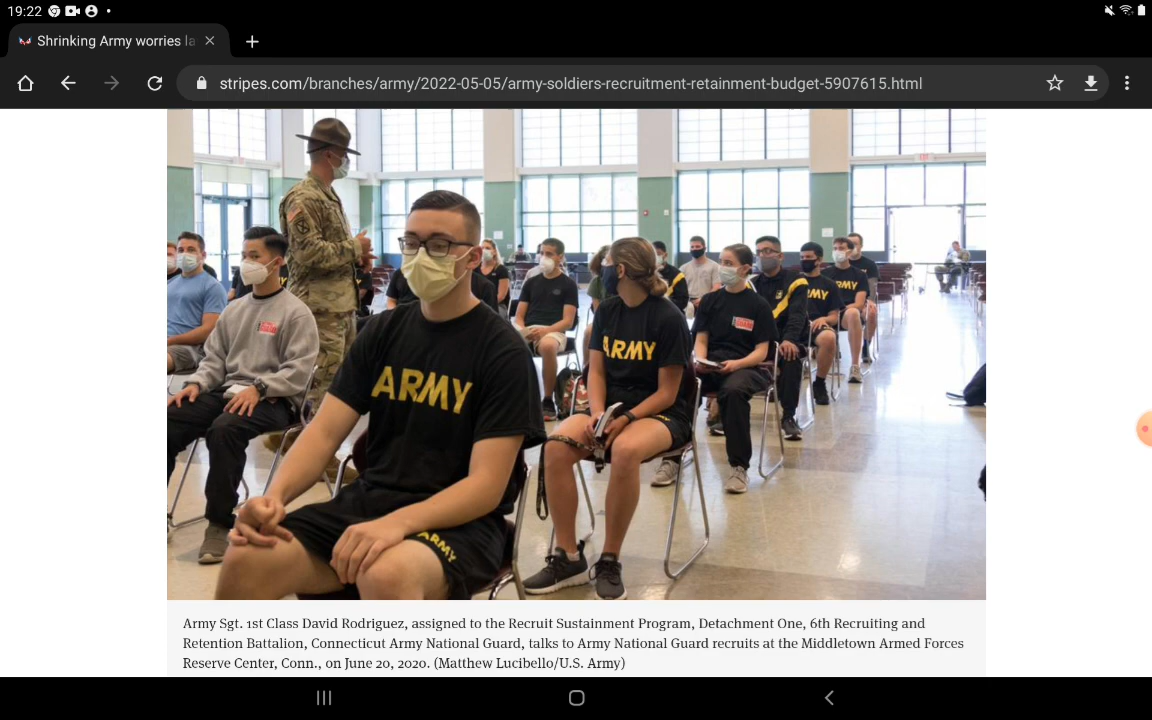 19:22
Shrinking Army worries la
stripes.com/branches/army/2022-05-05/army-soldiers-recruitment-retainment-budget-5907615.html
ARMY
ARMY
ARMY
ARMY
ARMY
Army Sgt. 1st Class David Rodriguez, assigned to the Recruit Sustainment Program, Detachment One, 6th Recruiting and
Retention Battalion, Connecticut Army National Guard, talks to Army National Guard recruits at the Middletown Armed Forces
Reserve Center, Conn., on June 20, 2020. (Matthew Lucibello/U.S. Army)